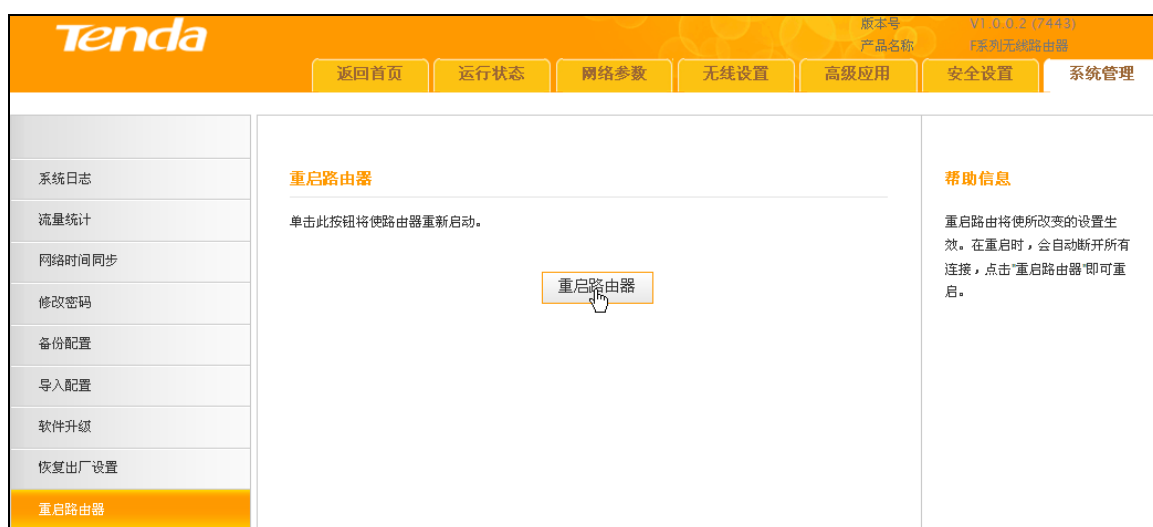 Tenda
版本号 V1.0.0.2 (7443)
产品名称 F系列无线路由器
返回首页 运行状态 网络参数 无线设置 高级应用 安全设置 系统管理
系统日志
流量统计
网络时间同步
修改密码
备份配置
导入配置
软件升级
恢复出厂设置
重启路由器
重启路由器
单击此按钮将使路由器重新启动。
重启路由器
帮助信息
重启路由将使所改变的设置生
效。在重启时，会自动断开所有
连接，点击"重启路由器"即可重
启。